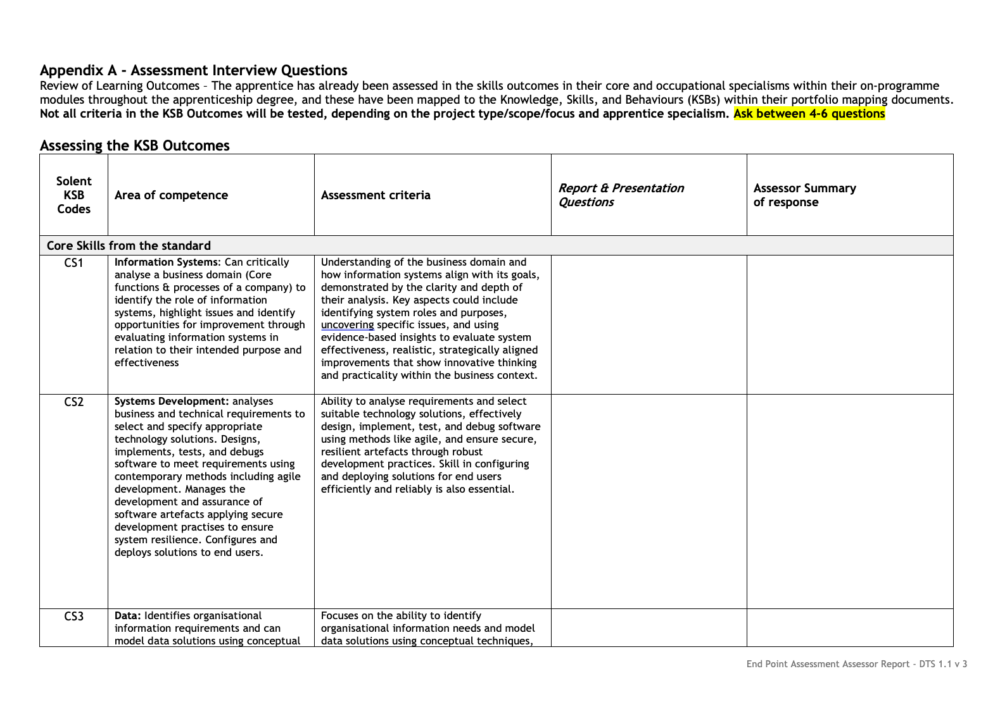 Appendix A - Assessment Interview Questions
Review of Learning Outcomes – The apprentice has already been assessed in the skills outcomes in their core and occupational specialisms within their on-programme
modules throughout the apprenticeship degree, and these have been mapped to the Knowledge, Skills, and Behaviours (KSBs) within their portfolio mapping documents.
Not all criteria in the KSB Outcomes will be tested, depending on the project type/scope/focus and apprentice specialism. Ask between 4-6 questions
Assessing the KSB Outcomes
Solent
KSB
Codes
Area of competence
Assessment criteria
Report & Presentation
Questions
Assessor Summary
of response
Core Skills from the standard
CS1
Information Systems: Can critically
analyse a business domain (Core
functions & processes of a company) to
identify the role of information
systems, highlight issues and identify
opportunities for improvement through
evaluating information systems in
relation to their intended purpose and
effectiveness
Understanding of the business domain and
how information systems align with its goals,
demonstrated by the clarity and depth of
their analysis. Key aspects could include
identifying system roles and purposes,
uncovering specific issues, and using
evidence-based insights to evaluate system
effectiveness, realistic, strategically aligned
improvements that show innovative thinking
and practicality within the business context.
CS2
Systems Development: analyses
business and technical requirements to
select and specify appropriate
technology solutions. Designs,
implements, tests, and debugs
software to meet requirements using
contemporary methods including agile
development. Manages the
development and assurance of
software artefacts applying secure
development practises to ensure
system resilience. Configures and
deploys solutions to end users.
Ability to analyse requirements and select
suitable technology solutions, effectively
design, implement, test, and debug software
using methods like agile, and ensure secure,
resilient artefacts through robust
development practices. Skill in configuring
and deploying solutions for end users
efficiently and reliably is also essential.
CS3
Data: Identifies organisational
information requirements and can
model data solutions using conceptual
Focuses on the ability to identify
organisational information needs and model
data solutions using conceptual techniques,
End Point Assessment Assessor Report - DTS 1.1 v 3